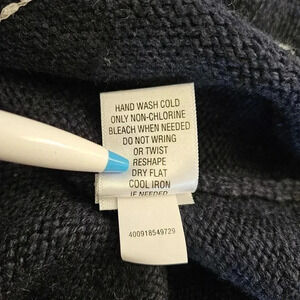 HAND WASH COLD
ONLY NON-CHLORINE
BLEACH WHEN NEEDED
DO NOT WRING
OR TWIST
RESHAPE
DRY FLAT
COOL IRON
IF NEEDED
400918549729